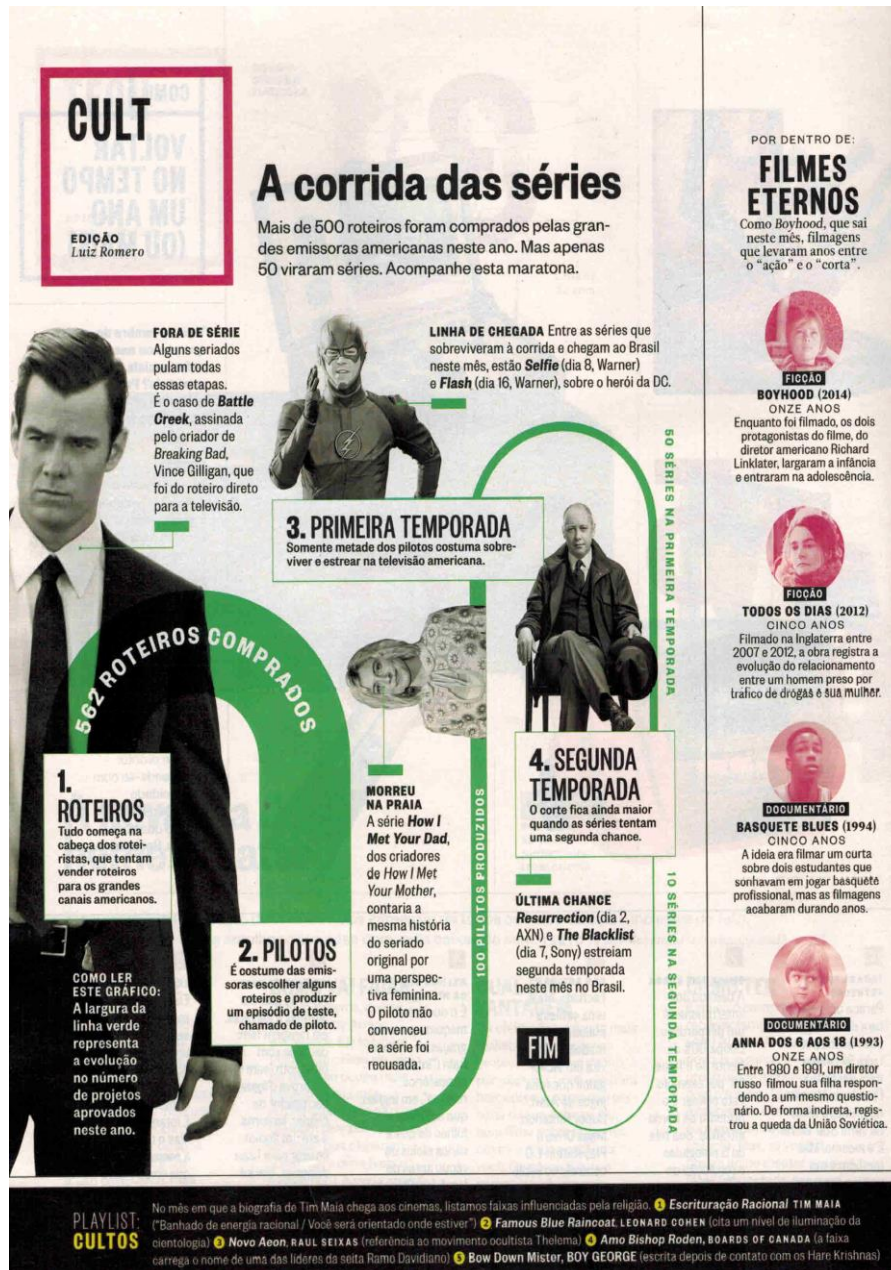 CULT
EDIÇÃO
Luiz Romero
A corrida das séries
Mais de 500 roteiros foram comprados pelas gran-
des emissoras americanas neste ano. Mas apenas
50 viraram séries. Acompanhe esta maratona.
FORA DE SÉRIE
Alguns seriados
pulam todas
essas etapas.
É o caso de Battle
Creek, assinada
pelo criador de
Breaking Bad,
Vince Gilligan, que
foi do roteiro direto
para a televisão.
LINHA DE CHEGADA Entre as séries que
sobreviveram à corrida e chegam ao Brasil
neste mês, estão Selfie (dia 8, Warner)
e Flash (dia 16, Warner), sobre o herói da DC.
562 ROTEIROS COMPRADOS
1.
ROTEIROS
Tudo começa na
cabeça dos rotei-
ristas, que tentam
vender roteiros
para os grandes
canais americanos.
COMO LER
ESTE GRÁFICO:
A largura da
linha verde
representa
a evolução
no número
de projetos
aprovados
neste ano.
2. PILOTOS
É costume das emis-
soras escolher alguns
roteiros e produzir
um episódio de teste,
chamado de piloto.
MORREU
NA PRAIA
A série How I
Met Your Dad,
dos criadores
de How I Met
Your Mother,
contaria a
mesma história
do seriado
original por
uma perspec-
tiva feminina.
O piloto não
convenceu
e a série foi
recusada.
100 PILOTOS PRODUZIDOS
3. PRIMEIRA TEMPORADA
Somente metade dos pilotos costuma sobre-
viver e estrear na televisão americana.
50 SÉRIES NA PRIMEIRA TEMPORADA
4. SEGUNDA
TEMPORADA
O corte fica ainda maior
quando as séries tentam
uma segunda chance.
ÚLTIMA CHANCE
Resurrection (dia 2,
AXN) e The Blacklist
(dia 7, Sony) estreiam
segunda temporada
neste mês no Brasil.
10 SÉRIES NA SEGUNDA TEMPORADA
FIM
POR DENTRO DE:
FILMES
ETERNOS
Como Boyhood, que sai
neste mês, filmagens
que levaram anos entre
o “ação” e o “corta”.
FICÇÃO
BOYHOOD (2014)
ONZE ANOS
Enquanto foi filmado, os dois
protagonistas do filme, do
diretor americano Richard
Linklater, largaram a infância
e entraram na adolescência.
FICÇÃO
TODOS OS DIAS (2012)
CINCO ANOS
Filmado na Inglaterra entre
2007 e 2012, a obra registra a
evolução do relacionamento
entre um homem preso por
tráfico de drogas e sua mulher.
DOCUMENTÁRIO
BASQUETE BLUES (1994)
CINCO ANOS
A ideia era filmar um curta
sobre dois estudantes que
sonhavam em jogar basquete
profissional, mas as filmagens
acabaram durando anos.
DOCUMENTÁRIO
ANNA DOS 6 AOS 18 (1993)
ONZE ANOS
Entre 1980 e 1991, um diretor
russo filmou sua filha respon-
dendo a um mesmo questio-
nário. De forma indireta, regis-
trou a queda da União Soviética.
PLAYLIST:
CULTOS
No mês em que a biografia de Tim Maia chega aos cinemas, listamos faixas influenciadas pela religião. 1 Escrituração Racional TIM MAIA
("Banhado de energia racional / Você será orientado onde estiver") 2 Famous Blue Raincoat, LEONARD COHEN (cita um nível de iluminação da
cientologia) 3 Novo Aeon, RAUL SEIXAS (referência ao movimento ocultista Thelema) 4 Amo Bishop Roden, BOARDS OF CANADA (a faixa
carrega o nome de uma das líderes da seita Ramo Davidiano) 5 Bow Down Mister, BOY GEORGE (escrita depois de contato com os Hare Krishnas)